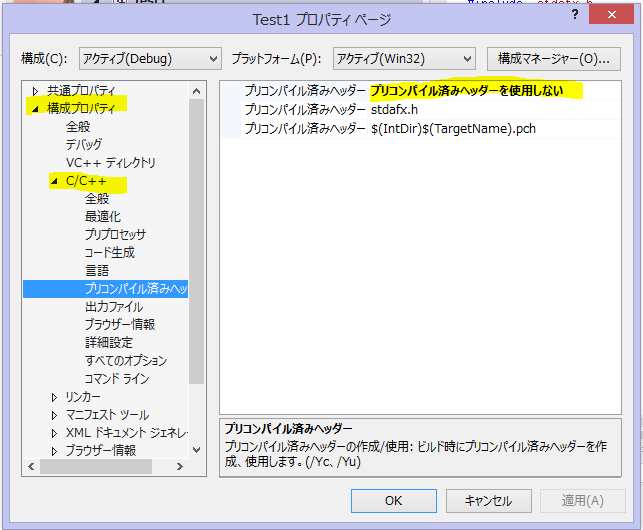 #include "stdafx.h
Test1 プロパティ ページ
?
構成(C):
アクティブ(Debug)
プラットフォーム(P):
アクティブ(Win32)
構成マネージャー(O)...
共通プロパティ
構成プロパティ
全般
デバッグ
VC++ ディレクトリ
C/C++
全般
最適化
プリプロセッサ
コード生成
言語
プリコンパイル済みヘッ
出力ファイル
ブラウザー情報
詳細設定
すべてのオプション
コマンド ライン
リンカー
マニフェスト ツール
XML ドキュメント ジェネレー
ブラウザー情報
プリコンパイル済みヘッダー プリコンパイル済みヘッダーを使用しない
プリコンパイル済みヘッダー stdafx.h
プリコンパイル済みヘッダー $(IntDir)$(TargetName).pch
プリコンパイル済みヘッダー
プリコンパイル済みヘッダーの作成/使用: ビルド時にプリコンパイル済みヘッダーを作
成、使用します。(/Yc、/Yu)
OK
キャンセル
適用(A)